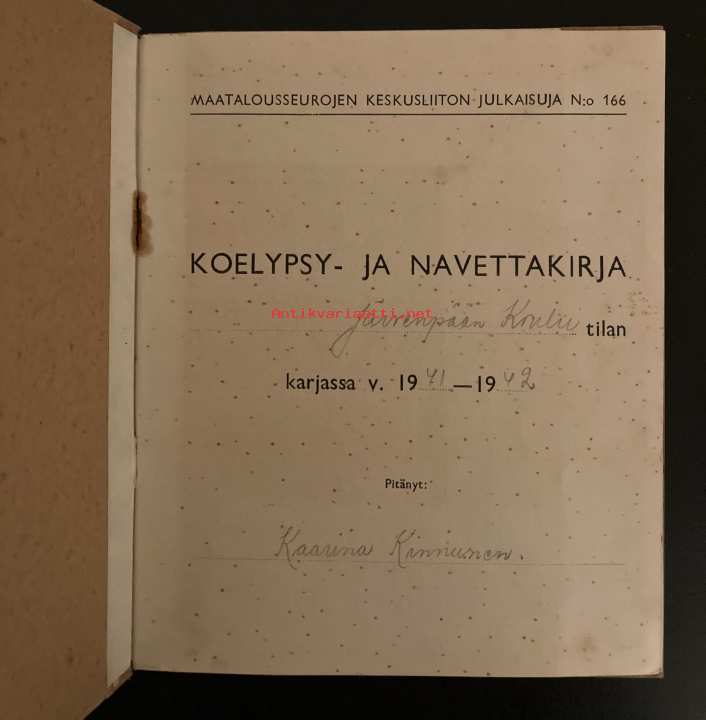 MAATALOUSSEUROJEN KESKUSLIITON JULKAISUJA N:o 166
KOELYPSY- JA NAVETTAKIRJA
Antikvariaatti.net
Järvenpään Koulu tilan
karjassa v. 1941—1942
Pitänyt:
Kaarina Kinnunen.